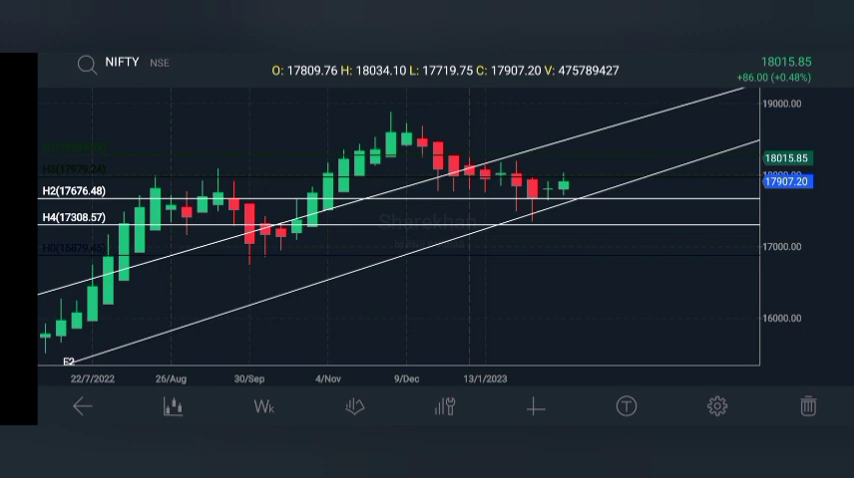 NIFTY NSE
O: 17809.76 H: 18034.10 L: 17719.75 C: 17907.20 V: 475789427
18015.85
+86.00 (+0.48%)
19000.00
18015.85
17907.20
H2(17676.48)
H4(17308.57)
Sharekhan
17000.00
16000.00
22/7/2022 26/Aug 30/Sep 4/Nov 9/Dec 13/1/2023
Wk
T